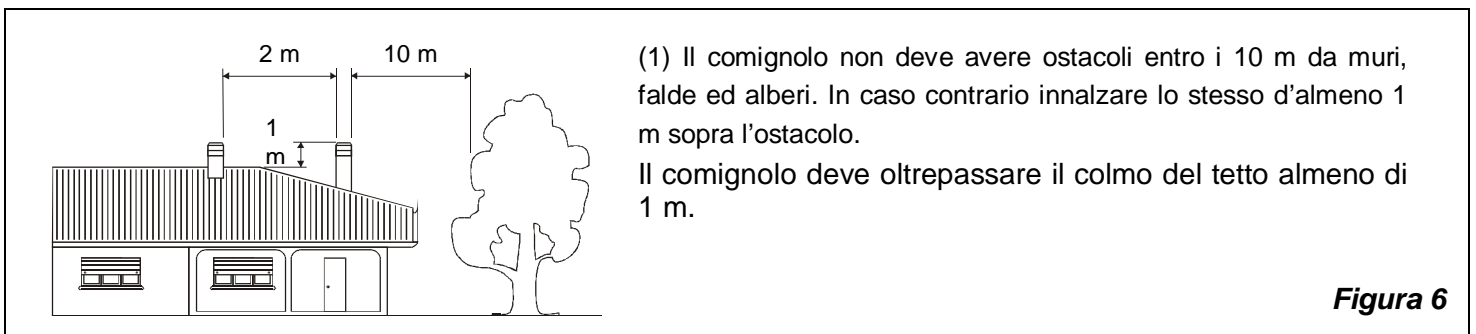 2 m
10 m
1
m
(1) Il comignolo non deve avere ostacoli entro i 10 m da muri,
falde ed alberi. In caso contrario innalzare lo stesso d’almeno 1
m sopra l’ostacolo.
Il comignolo deve oltrepassare il colmo del tetto almeno di
1 m.
Figura 6